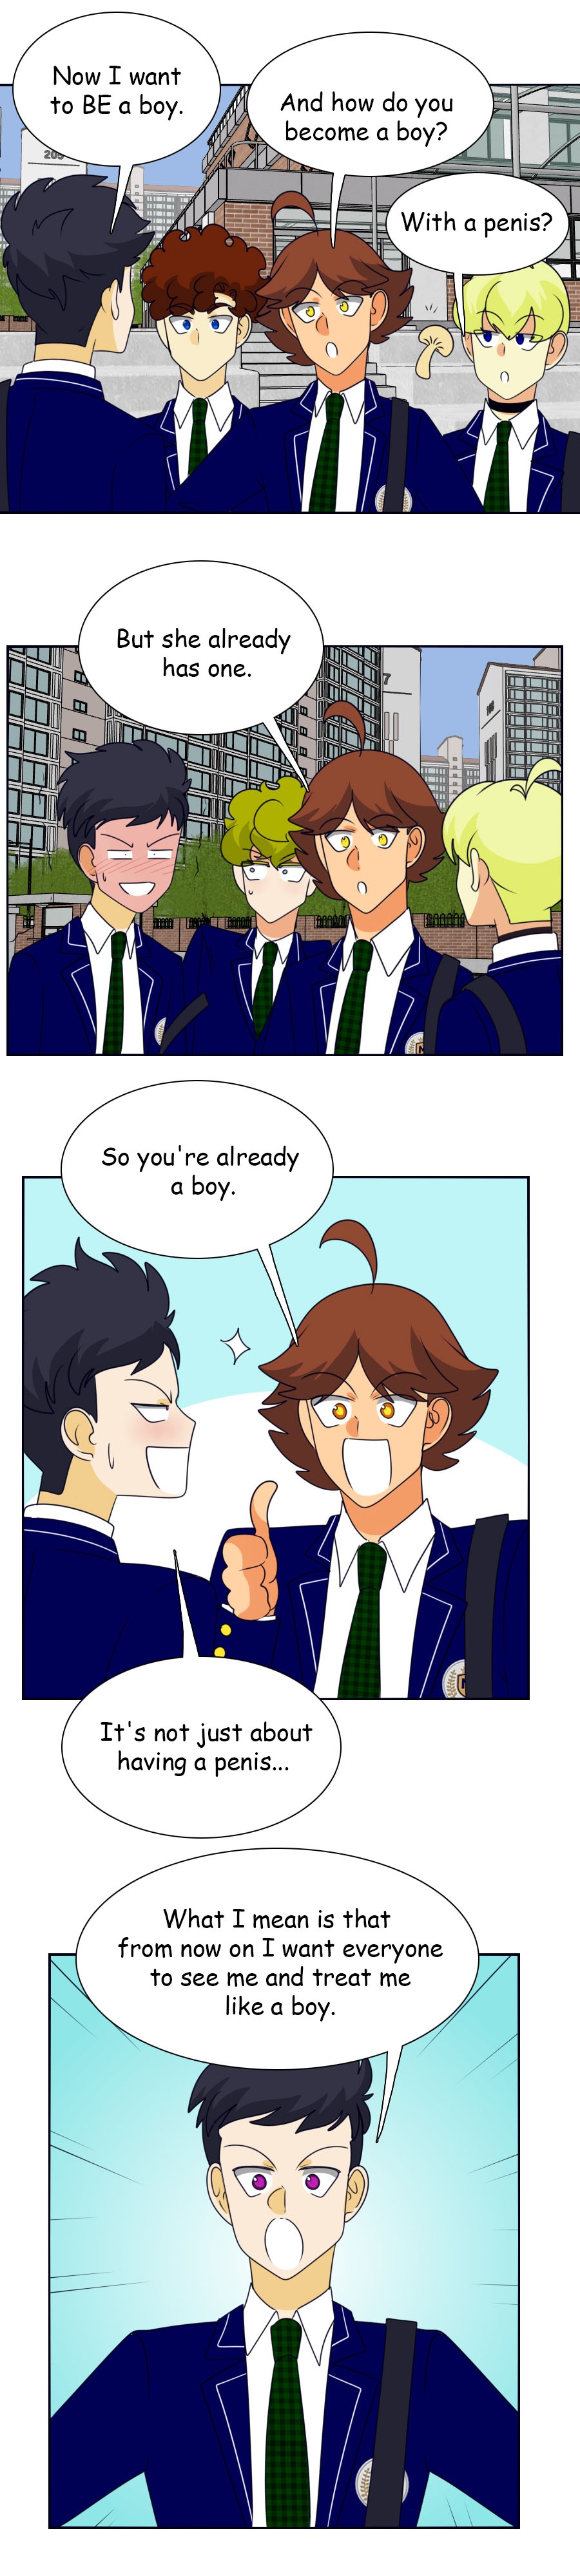 Now I want
to BE a boy.
And how do you
become a boy?
With a penis?
205
But she already
has one.
7
So you're already
a boy.
It's not just about
having a penis...
What I mean is that
from now on I want everyone
to see me and treat me
like a boy.